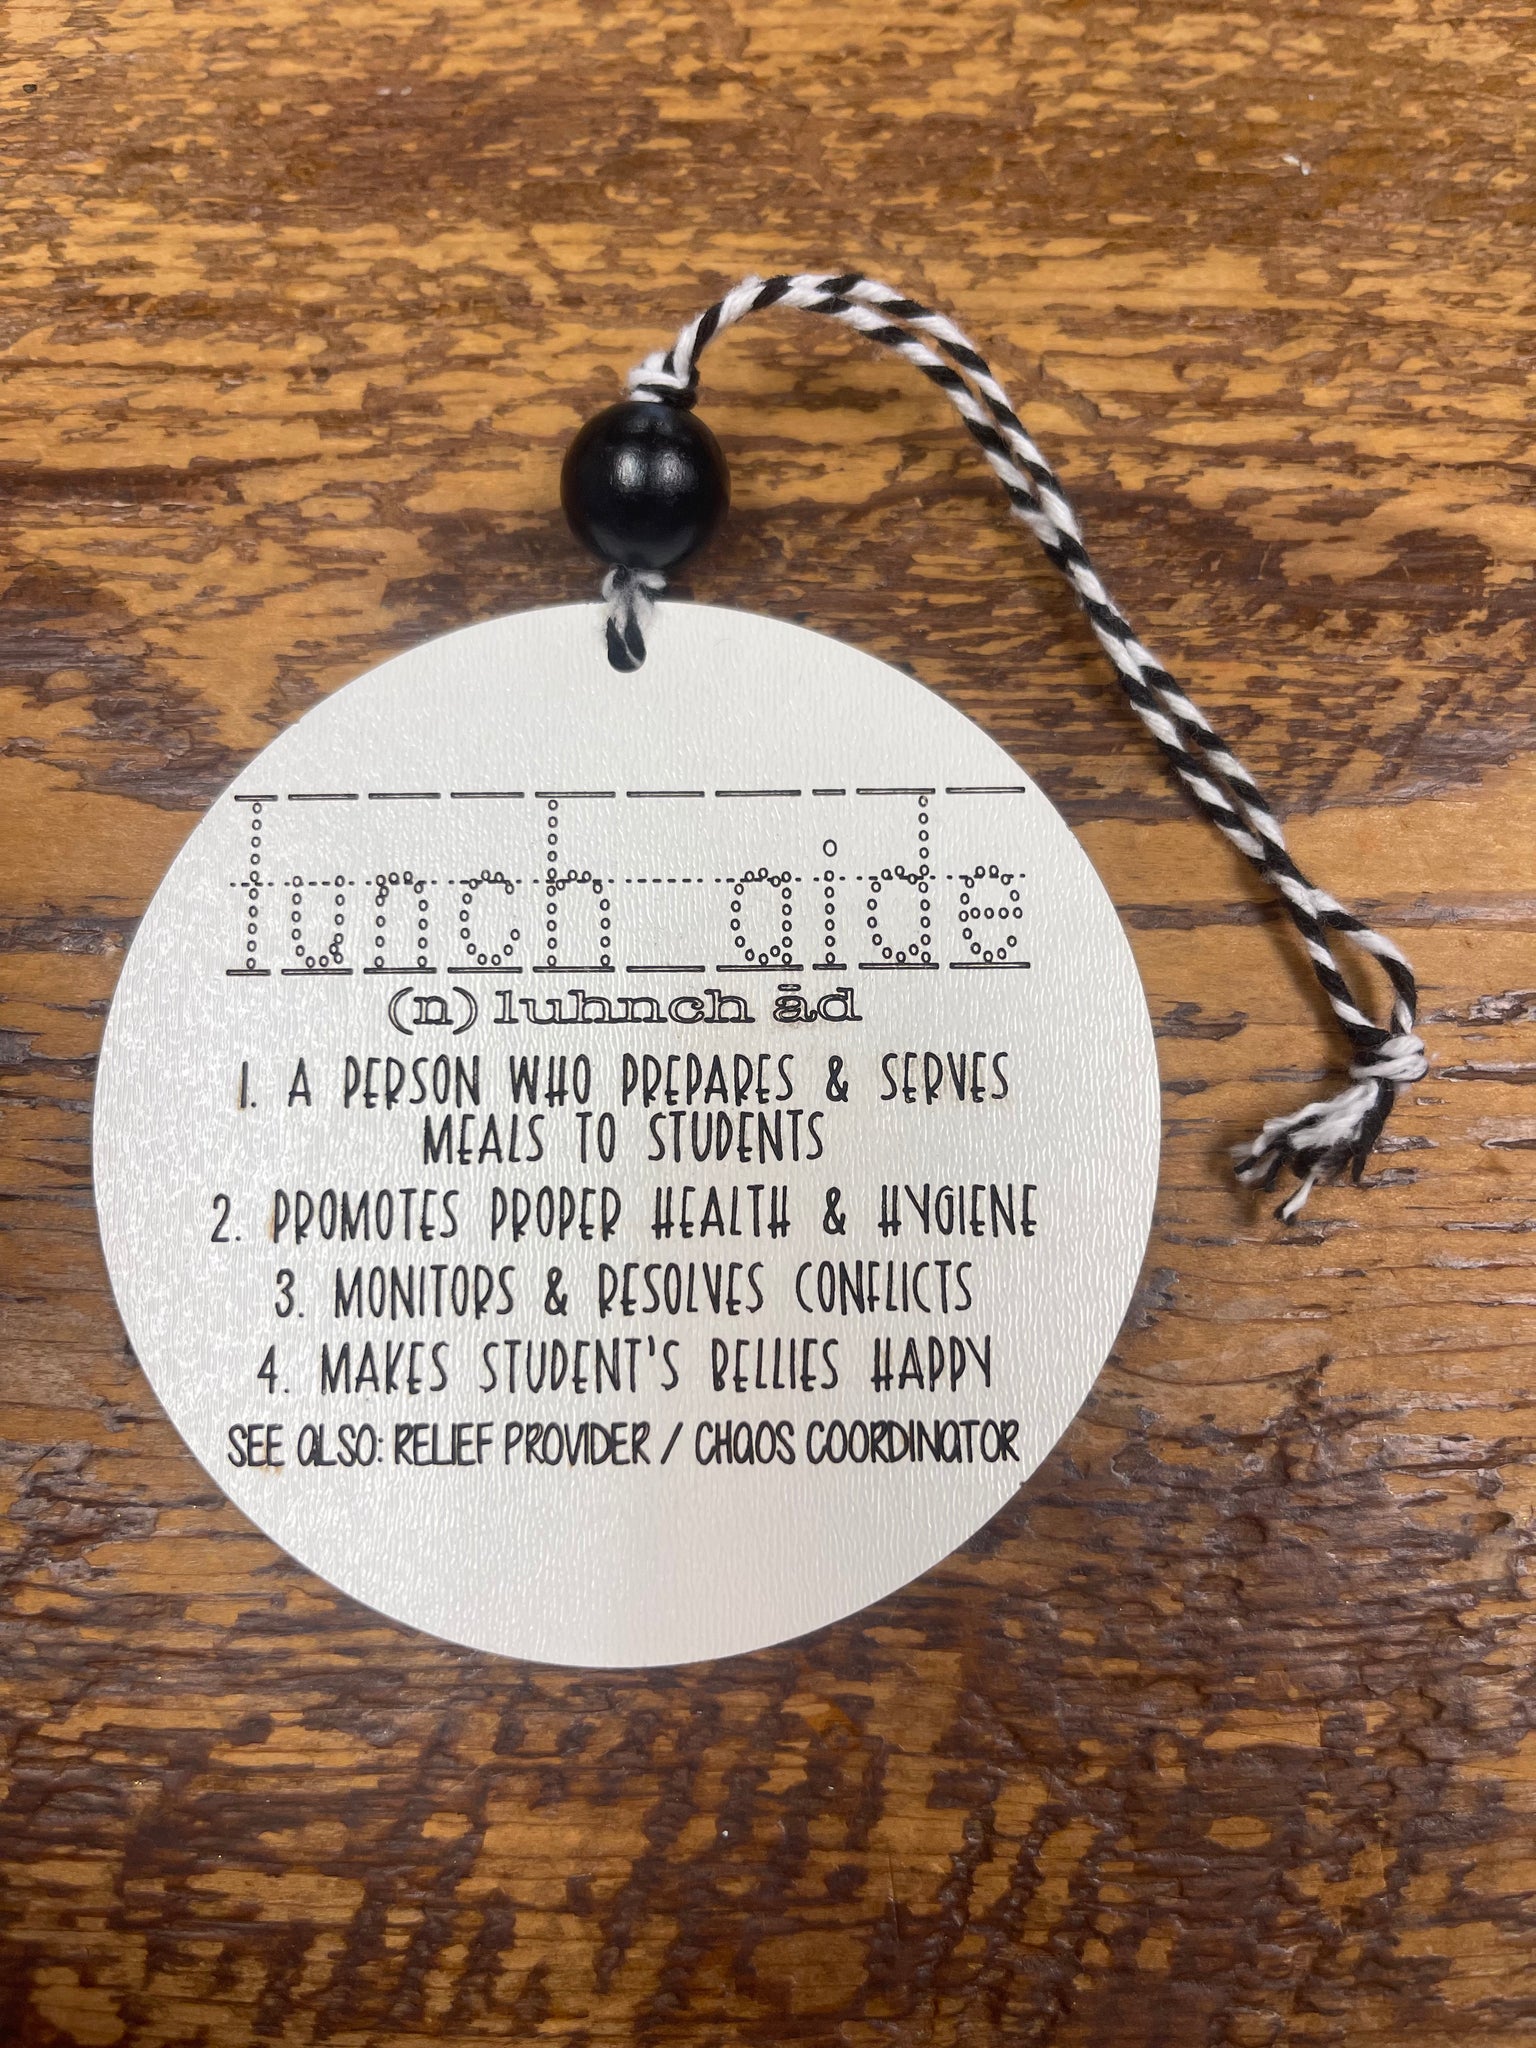 lunch aide
(n) luhnch ād
1. A PERSON WHO PREPARES & SERVES
MEALS TO STUDENTS
2. PROMOTES PROPER HEALTH & HYGIENE
3. MONITORS & RESOLVES CONFLICTS
4. MAKES STUDENT'S BELLIES HAPPY
SEE ALSO: RELIEF PROVIDER / CHAOS COORDINATOR